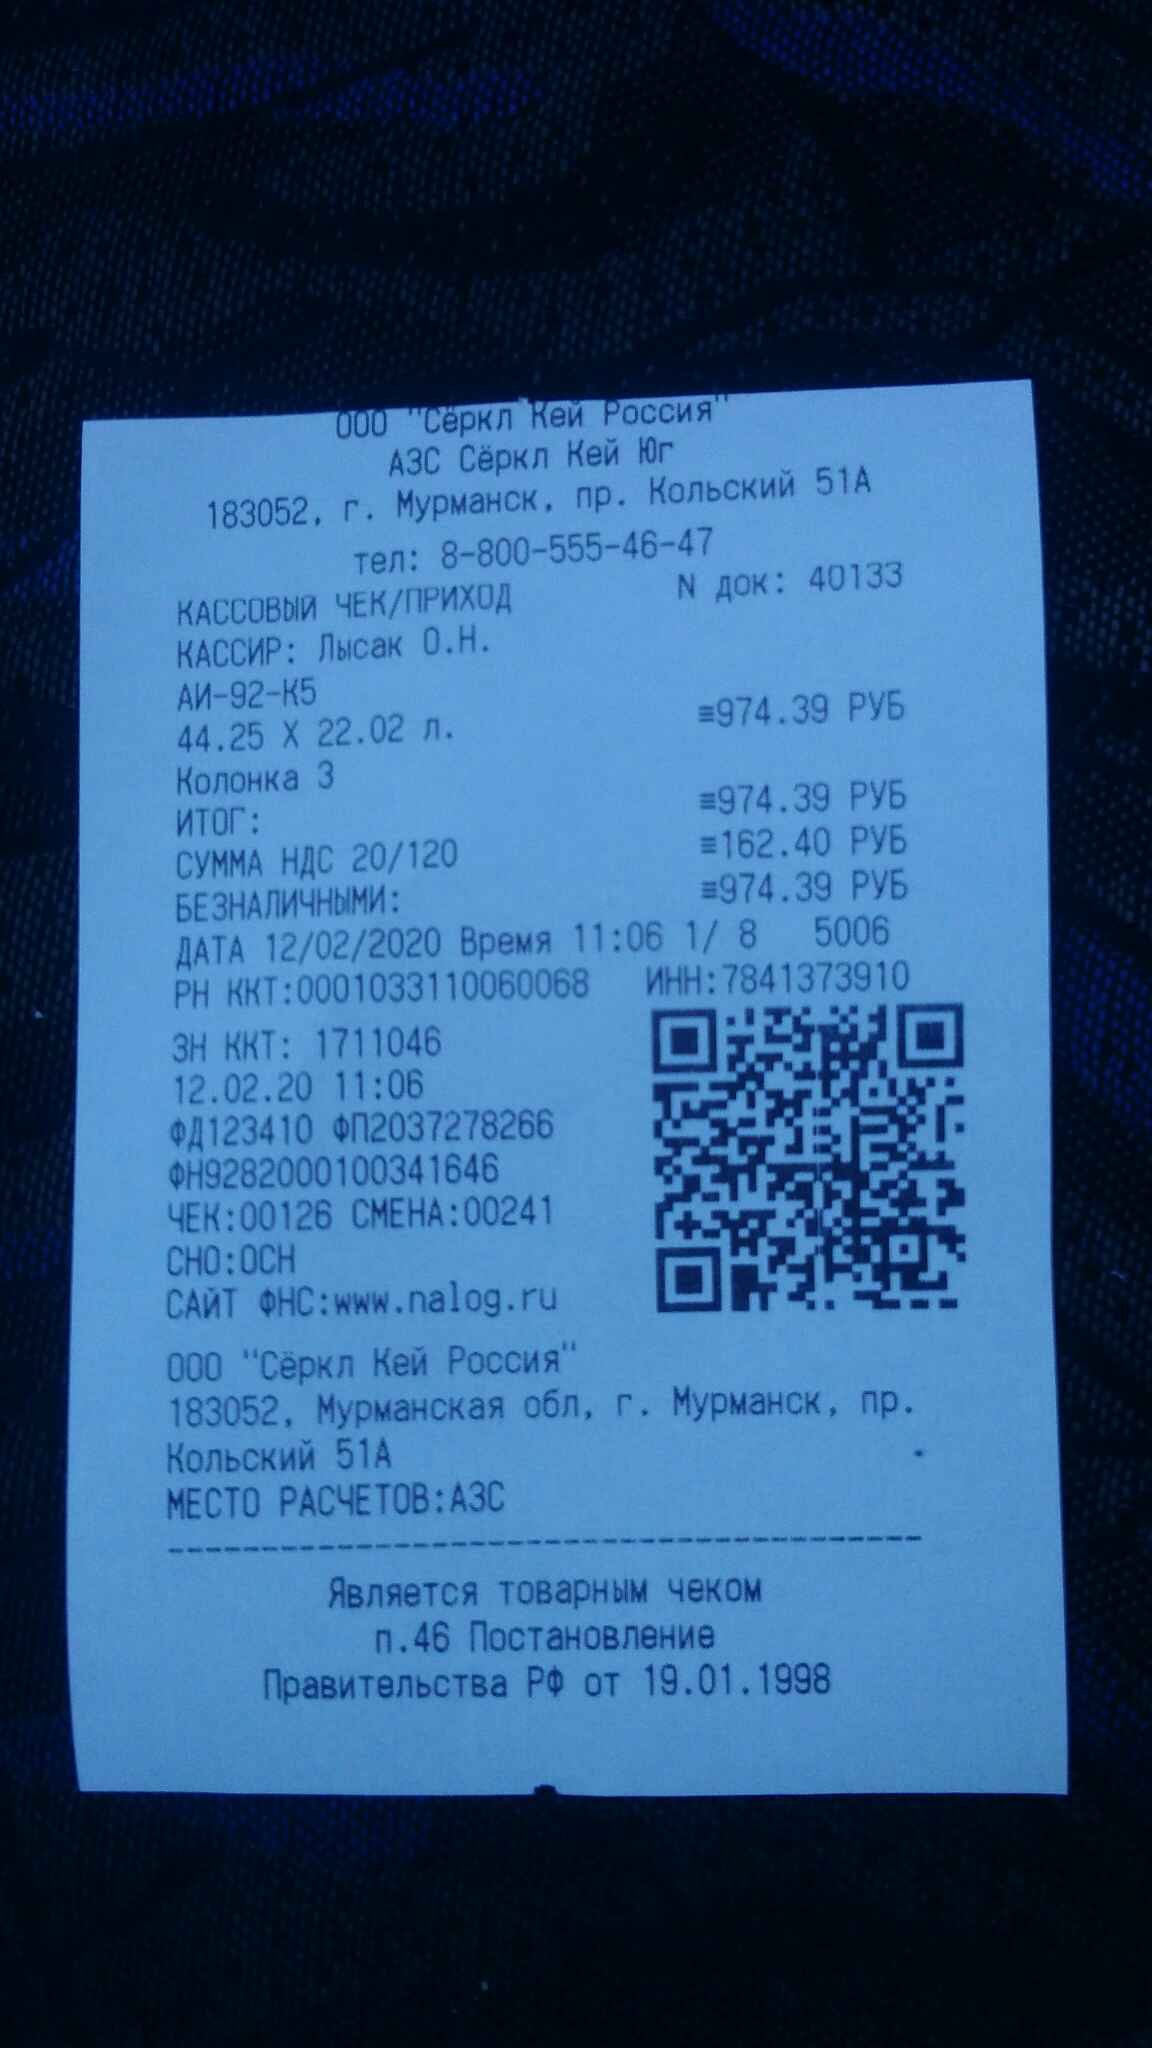 ООО "Сёркл Кей Россия"
АЗС Сёркл Кей Юг
183052, г. Мурманск, пр. Кольский 51А
тел: 8-800-555-46-47
КАССОВЫЙ ЧЕК/ПРИХОД N док: 40133
КАССИР: Лысак О.Н.
АИ-92-К5
44.25 X 22.02 л. ≡974.39 РУБ
Колонка 3
ИТОГ: ≡974.39 РУБ
СУММА НДС 20/120 ≡162.40 РУБ
БЕЗНАЛИЧНЫМИ: ≡974.39 РУБ
ДАТА 12/02/2020 Время 11:06 1/ 8 5006
РН ККТ:0001033110060068 ИНН:7841373910
ЗН ККТ: 1711046
12.02.20 11:06
ФД123410 ФП2037278266
ФН9282000100341646
ЧЕК:00126 СМЕНА:00241
СНО:ОСН
САЙТ ФНС:www.nalog.ru
ООО "Сёркл Кей Россия"
183052, Мурманская обл, г. Мурманск, пр.
Кольский 51А
МЕСТО РАСЧЕТОВ:АЗС
-----------------------------------------
Является товарным чеком
п.46 Постановление
Правительства РФ от 19.01.1998